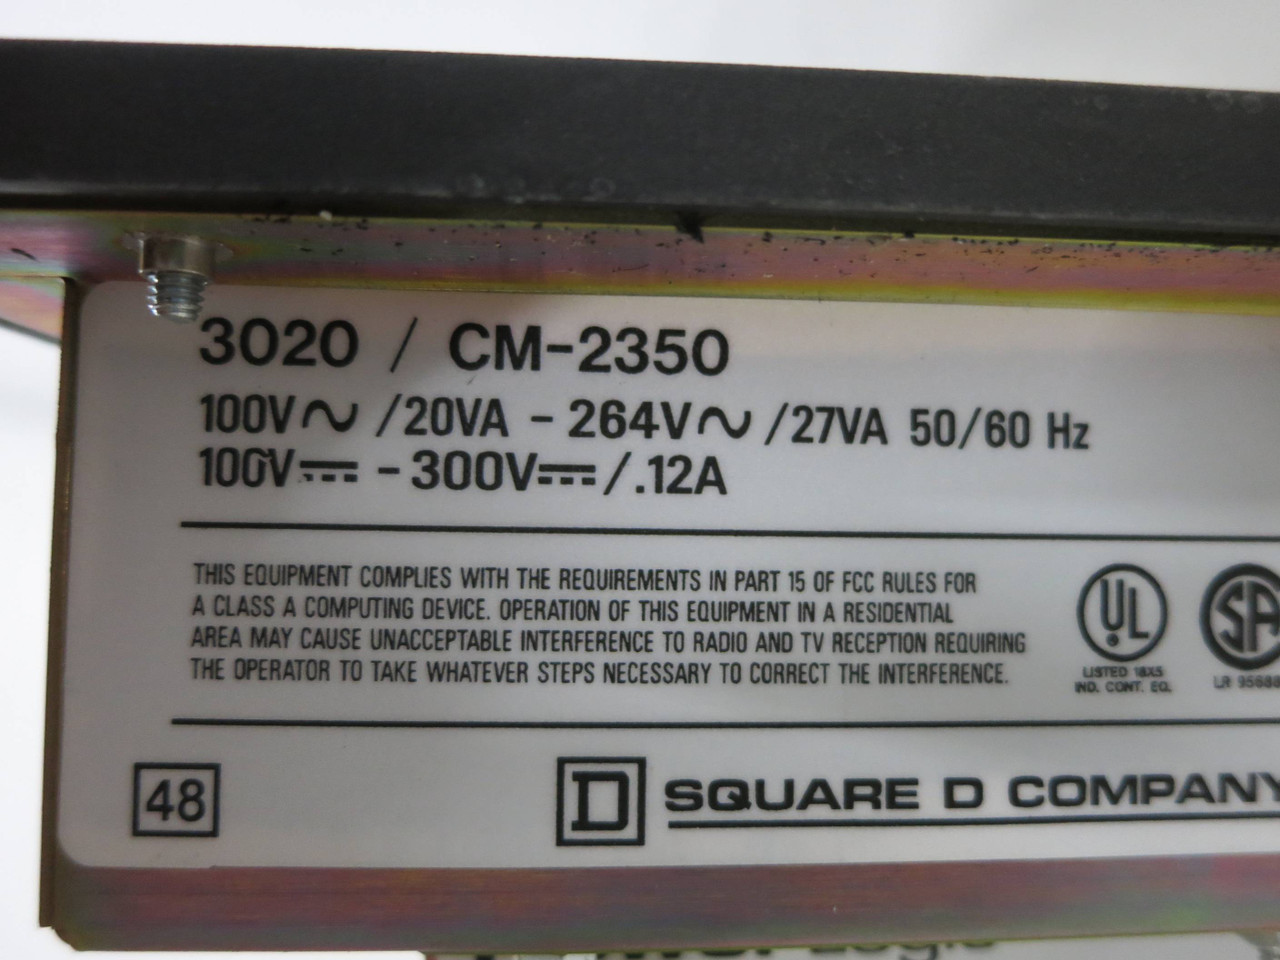 3020 / CM-2350
100V∿ /20VA - 264V∿ /27VA 50/60 Hz
100V⎓ - 300V⎓ / .12A
THIS EQUIPMENT COMPLIES WITH THE REQUIREMENTS IN PART 15 OF FCC RULES FOR
A CLASS A COMPUTING DEVICE. OPERATION OF THIS EQUIPMENT IN A RESIDENTIAL
AREA MAY CAUSE UNACCEPTABLE INTERFERENCE TO RADIO AND TV RECEPTION REQUIRING
THE OPERATOR TO TAKE WHATEVER STEPS NECESSARY TO CORRECT THE INTERFERENCE.
UL
LISTED 18X5
IND. CONT. EQ.
SA
LR
48
D SQUARE D COMPANY